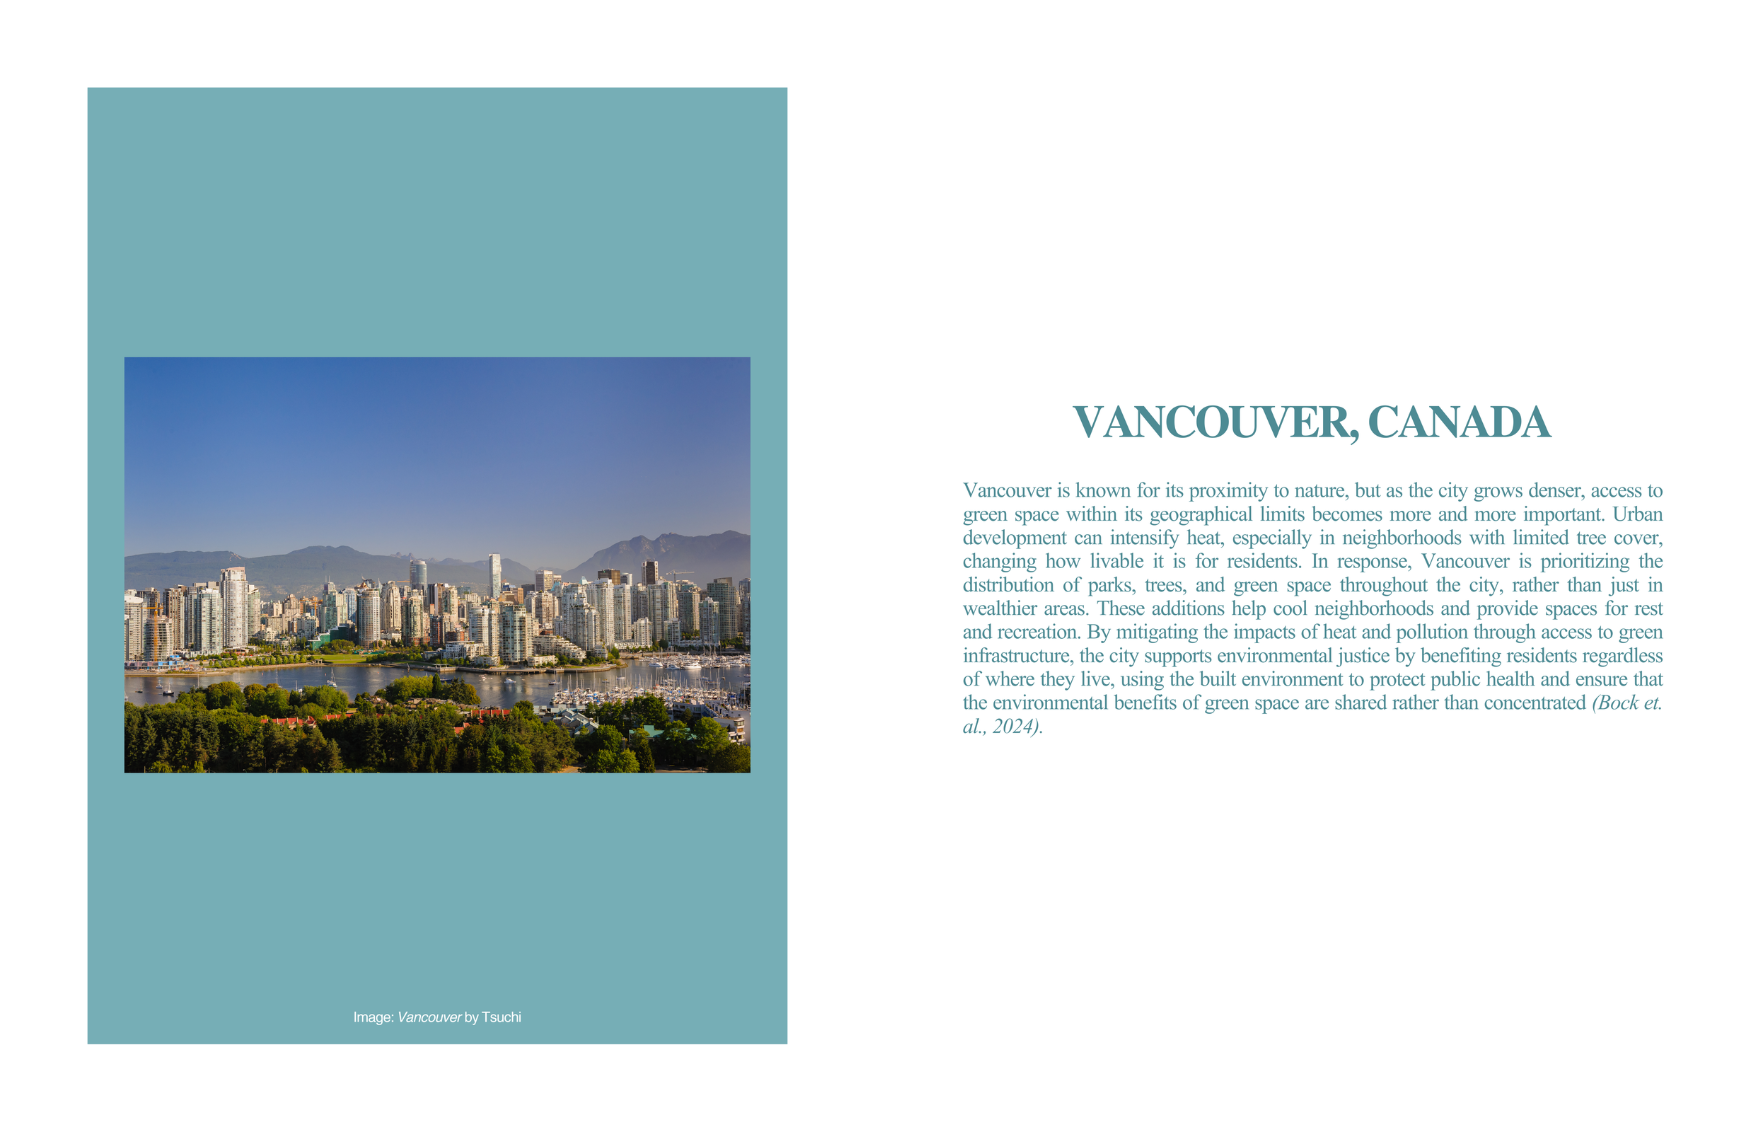 Image: Vancouver by Tsuchi
VANCOUVER, CANADA
Vancouver is known for its proximity to nature, but as the city grows denser, access to
green space within its geographical limits becomes more and more important. Urban
development can intensify heat, especially in neighborhoods with limited tree cover,
changing how livable it is for residents. In response, Vancouver is prioritizing the
distribution of parks, trees, and green space throughout the city, rather than just in
wealthier areas. These additions help cool neighborhoods and provide spaces for rest
and recreation. By mitigating the impacts of heat and pollution through access to green
infrastructure, the city supports environmental justice by benefiting residents regardless
of where they live, using the built environment to protect public health and ensure that
the environmental benefits of green space are shared rather than concentrated (Bock et.
al., 2024).